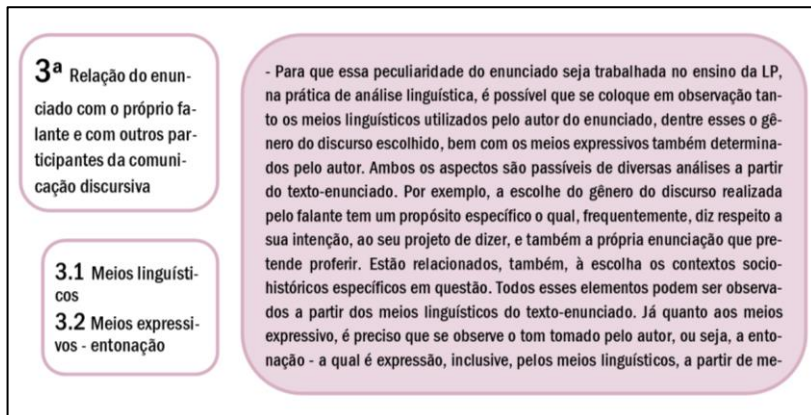 3ª Relação do enun-
ciado com o próprio fa-
lante e com outros par-
ticipantes da comuni-
cação discursiva
3.1 Meios linguísti-
cos
3.2 Meios expressi-
vos - entonação
- Para que essa peculiaridade do enunciado seja trabalhada no ensino da LP,
na prática de análise linguística, é possível que se coloque em observação tan-
to os meios linguísticos utilizados pelo autor do enunciado, dentre esses o gê-
nero do discurso escolhido, bem com os meios expressivos também determina-
dos pelo autor. Ambos os aspectos são passíveis de diversas análises a partir
do texto-enunciado. Por exemplo, a escolhe do gênero do discurso realizada
pelo falante tem um propósito específico o qual, frequentemente, diz respeito a
sua intenção, ao seu projeto de dizer, e também a própria enunciação que pre-
tende proferir. Estão relacionados, também, à escolha os contextos socio-
históricos específicos em questão. Todos esses elementos podem ser observa-
dos a partir dos meios linguísticos do texto-enunciado. Já quanto aos meios
expressivo, é preciso que se observe o tom tomado pelo autor, ou seja, a ento-
nação - a qual é expressão, inclusive, pelos meios linguísticos, a partir de me-